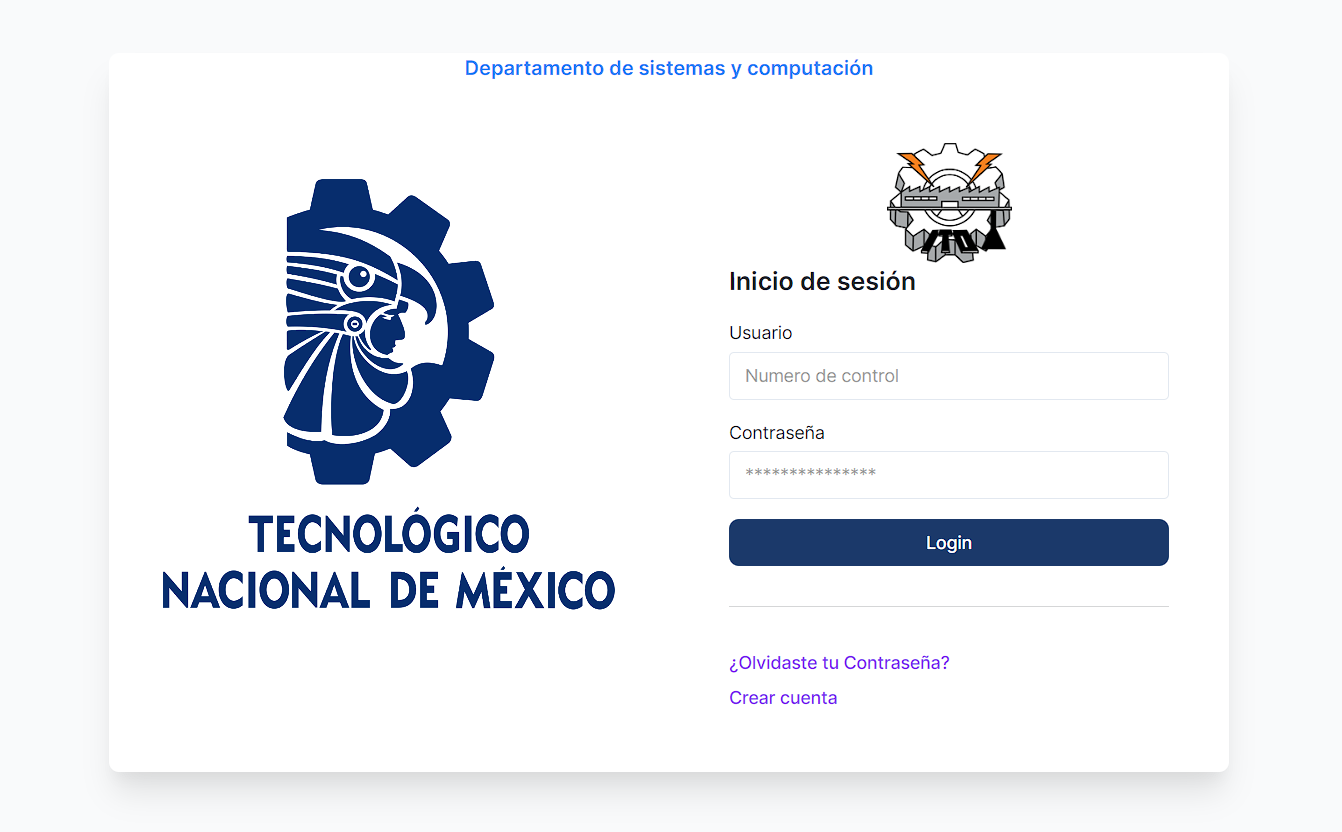 Departamento de sistemas y computación
TECNOLÓGICO
NACIONAL DE MÉXICO
ITO
Inicio de sesión
Usuario
Numero de control
Contraseña
***************
Login
¿Olvidaste tu Contraseña?
Crear cuenta